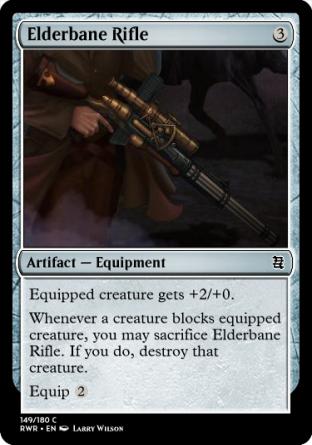 Elderbane Rifle 3
Artifact — Equipment
Equipped creature gets +2/+0.
Whenever a creature blocks equipped
creature, you may sacrifice Elderbane
Rifle. If you do, destroy that
creature.
Equip 2
149/180 C
RWR • EN Larry Wilson